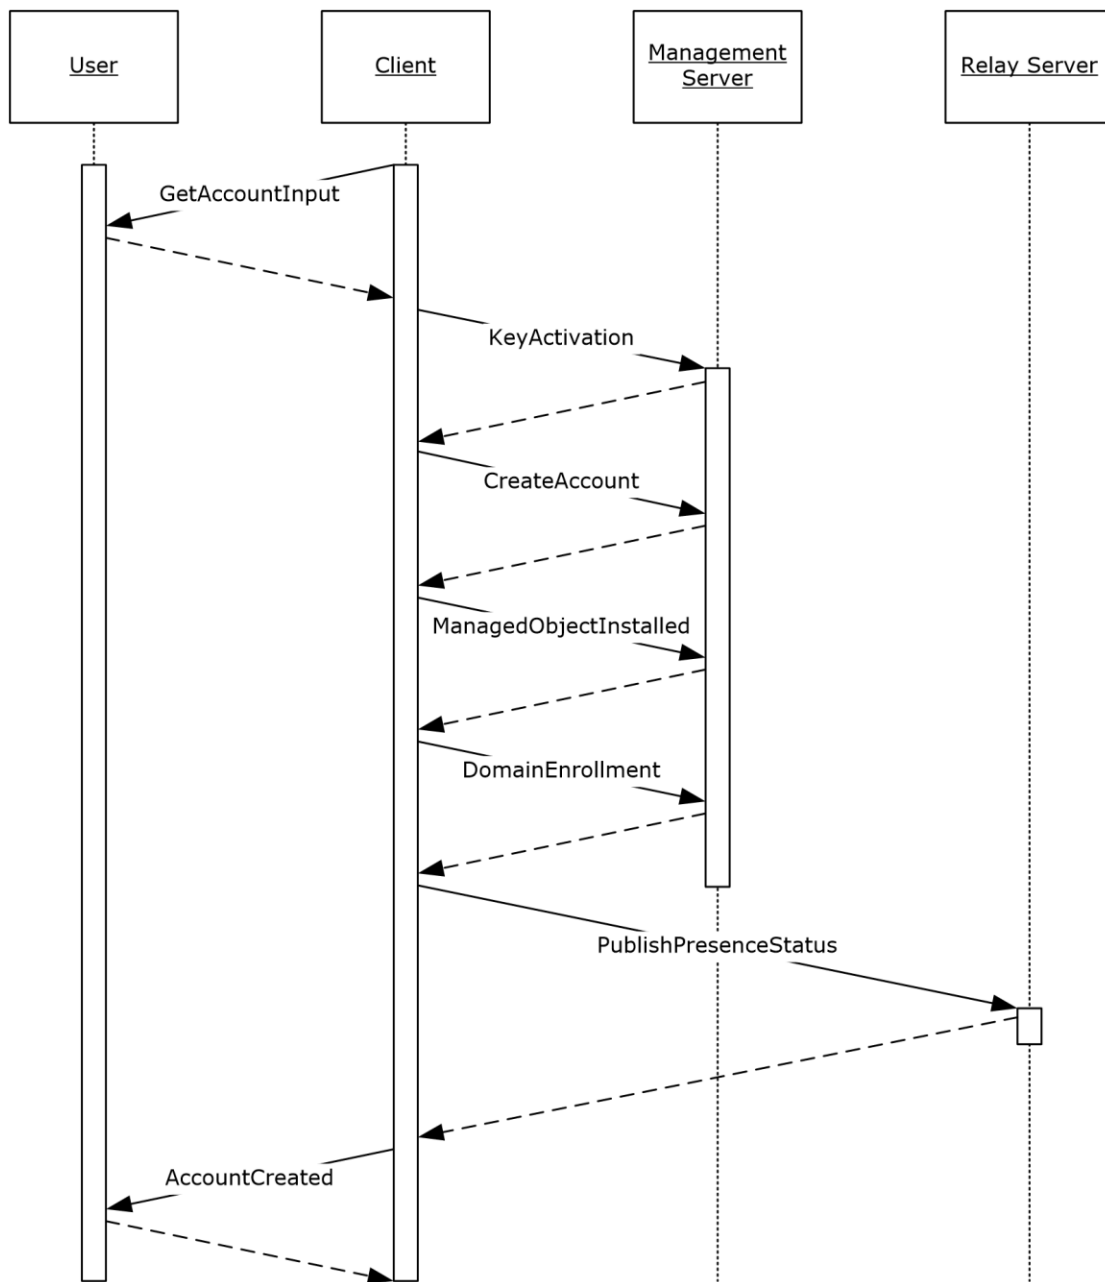 User
Client
Management
Server
Relay Server
GetAccountInput
KeyActivation
CreateAccount
ManagedObjectInstalled
DomainEnrollment
PublishPresenceStatus
AccountCreated